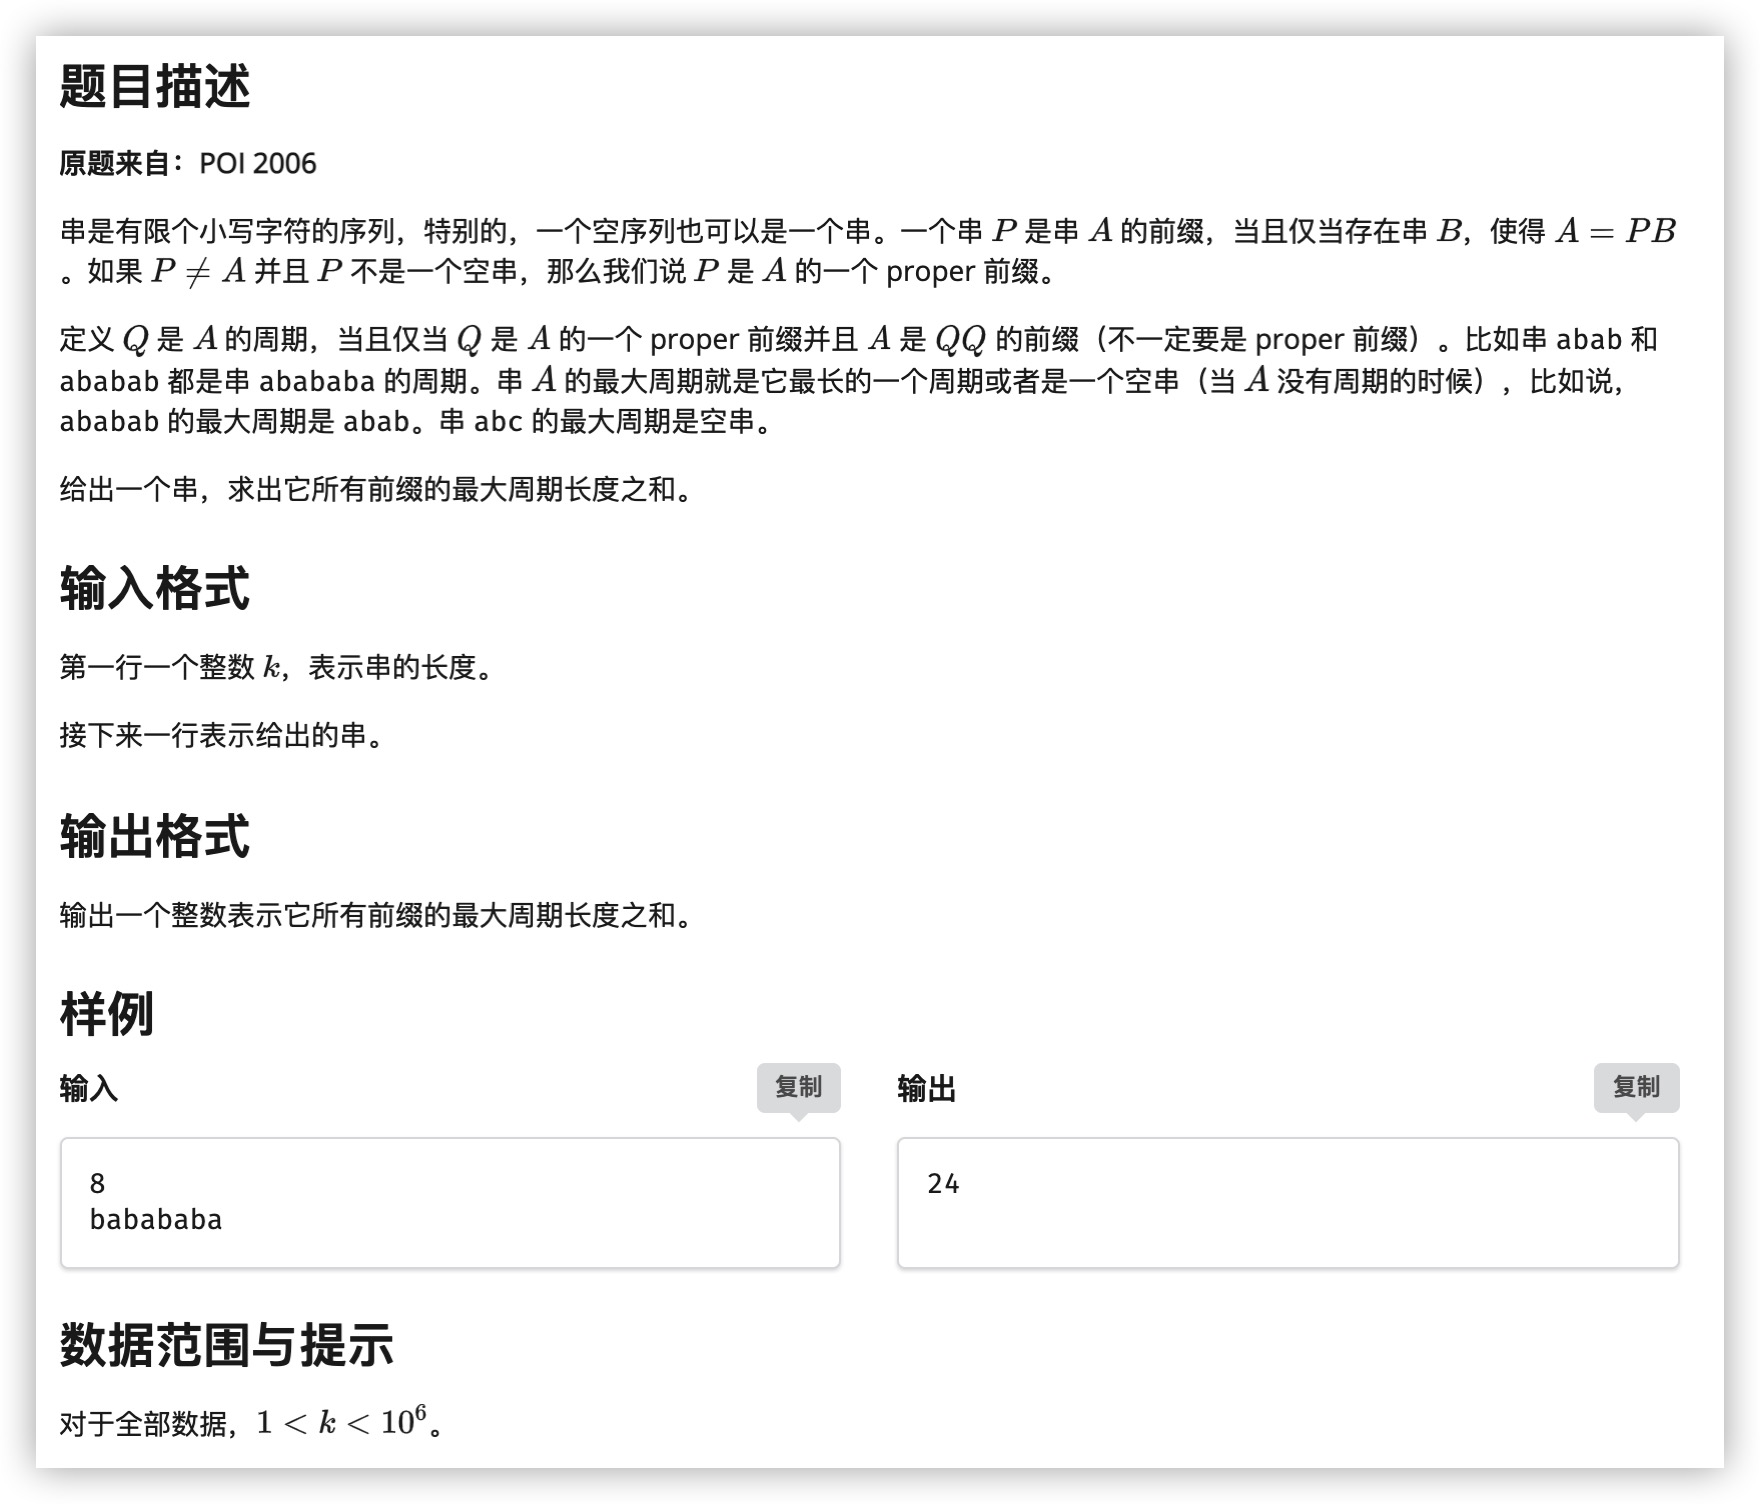 题目描述
原题来自：POI 2006
串是有限个小写字符的序列，特别的，一个空序列也可以是一个串。一个串 P 是串 A 的前缀，当且仅当存在串 B，使得 A = PB
。如果 P ≠ A 并且 P 不是一个空串，那么我们说 P 是 A 的一个 proper 前缀。
定义 Q 是 A 的周期，当且仅当 Q 是 A 的一个 proper 前缀并且 A 是 QQ 的前缀（不一定要是 proper 前缀）。比如串 abab 和
ababab 都是串 abababa 的周期。串 A 的最大周期就是它最长的一个周期或者是一个空串（当 A 没有周期的时候），比如说，
ababab 的最大周期是 abab。串 abc 的最大周期是空串。
给出一个串，求出它所有前缀的最大周期长度之和。
输入格式
第一行一个整数 k，表示串的长度。
接下来一行表示给出的串。
输出格式
输出一个整数表示它所有前缀的最大周期长度之和。
样例
输入 复制
8
babababa
输出 复制
24
数据范围与提示
对于全部数据，1 < k < 10⁶。